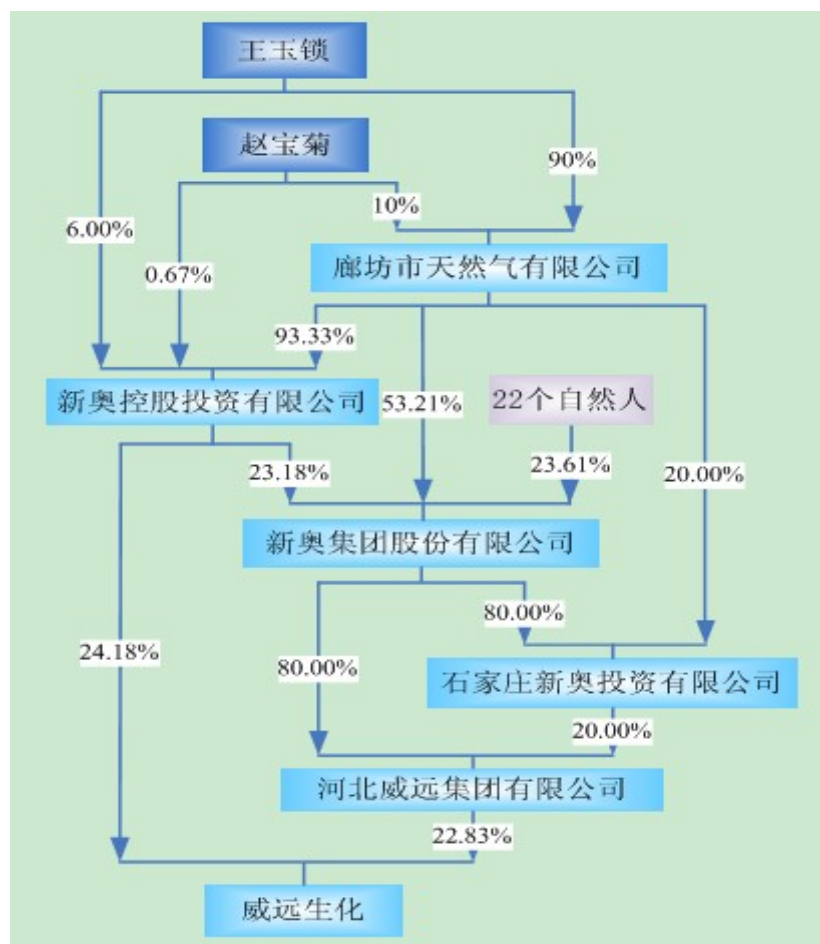 王玉锁
赵宝菊
90%
10%
6.00%
廊坊市天然气有限公司
0.67%
93.33%
新奥控股投资有限公司
53.21%
22个自然人
23.18%
23.61%
20.00%
新奥集团股份有限公司
80.00%
24.18%
80.00%
石家庄新奥投资有限公司
20.00%
河北威远集团有限公司
22.83%
威远生化